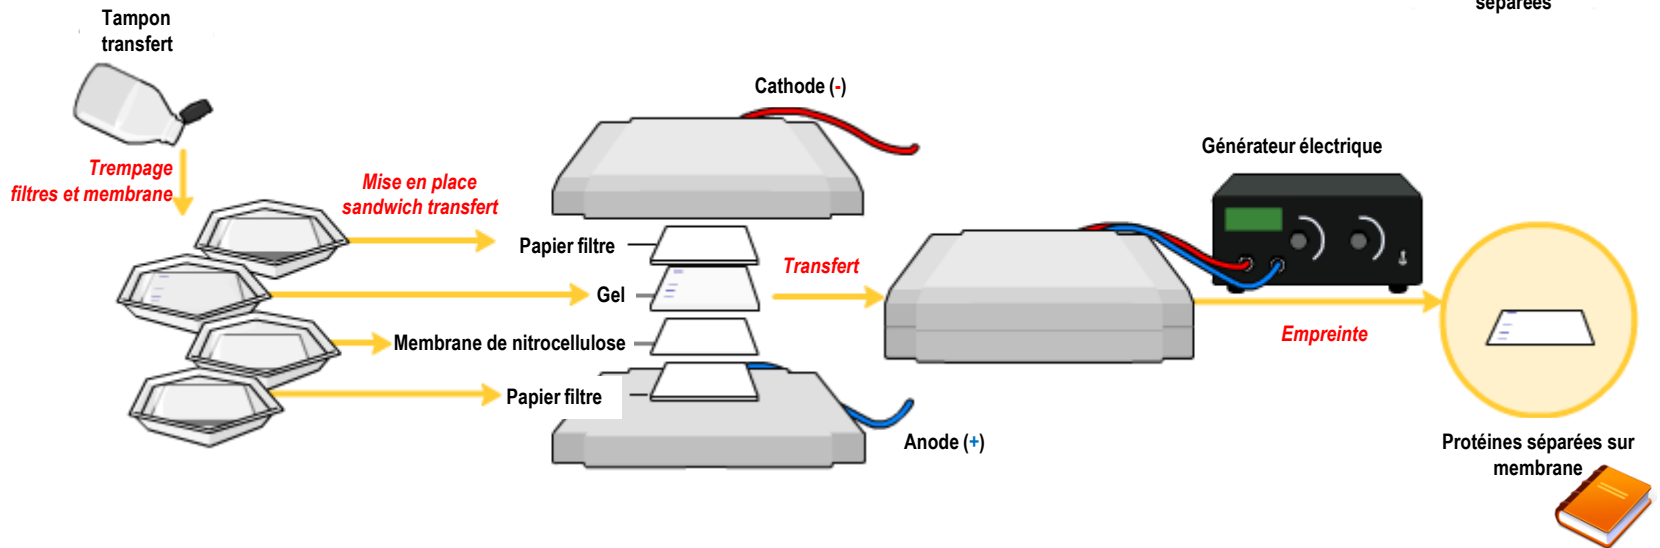 séparées
Tampon
transfert
Cathode (-)
Générateur électrique
Trempage
filtres et membrane
Mise en place
sandwich transfert
Papier filtre
Transfert
Gel
Empreinte
Membrane de nitrocellulose
Papier filtre
Anode (+)
Protéines séparées sur
membrane